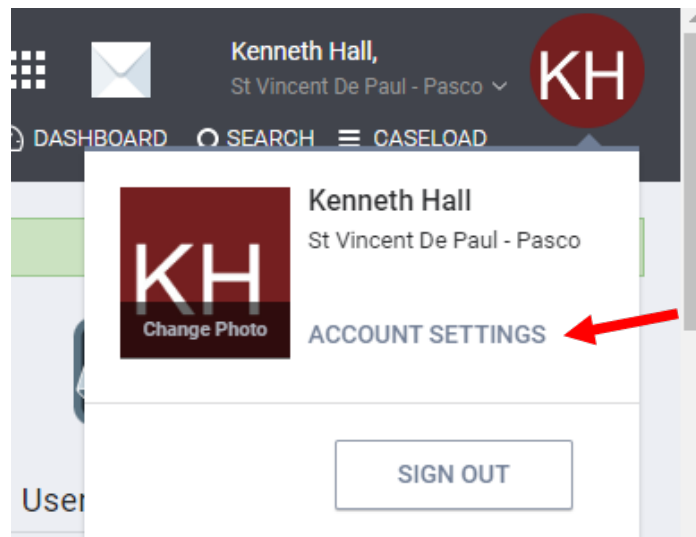 Kenneth Hall,
St Vincent De Paul - Pasco
KH
DASHBOARD SEARCH CASELOAD
Kenneth Hall
St Vincent De Paul - Pasco
KH
Change Photo
ACCOUNT SETTINGS
SIGN OUT
User